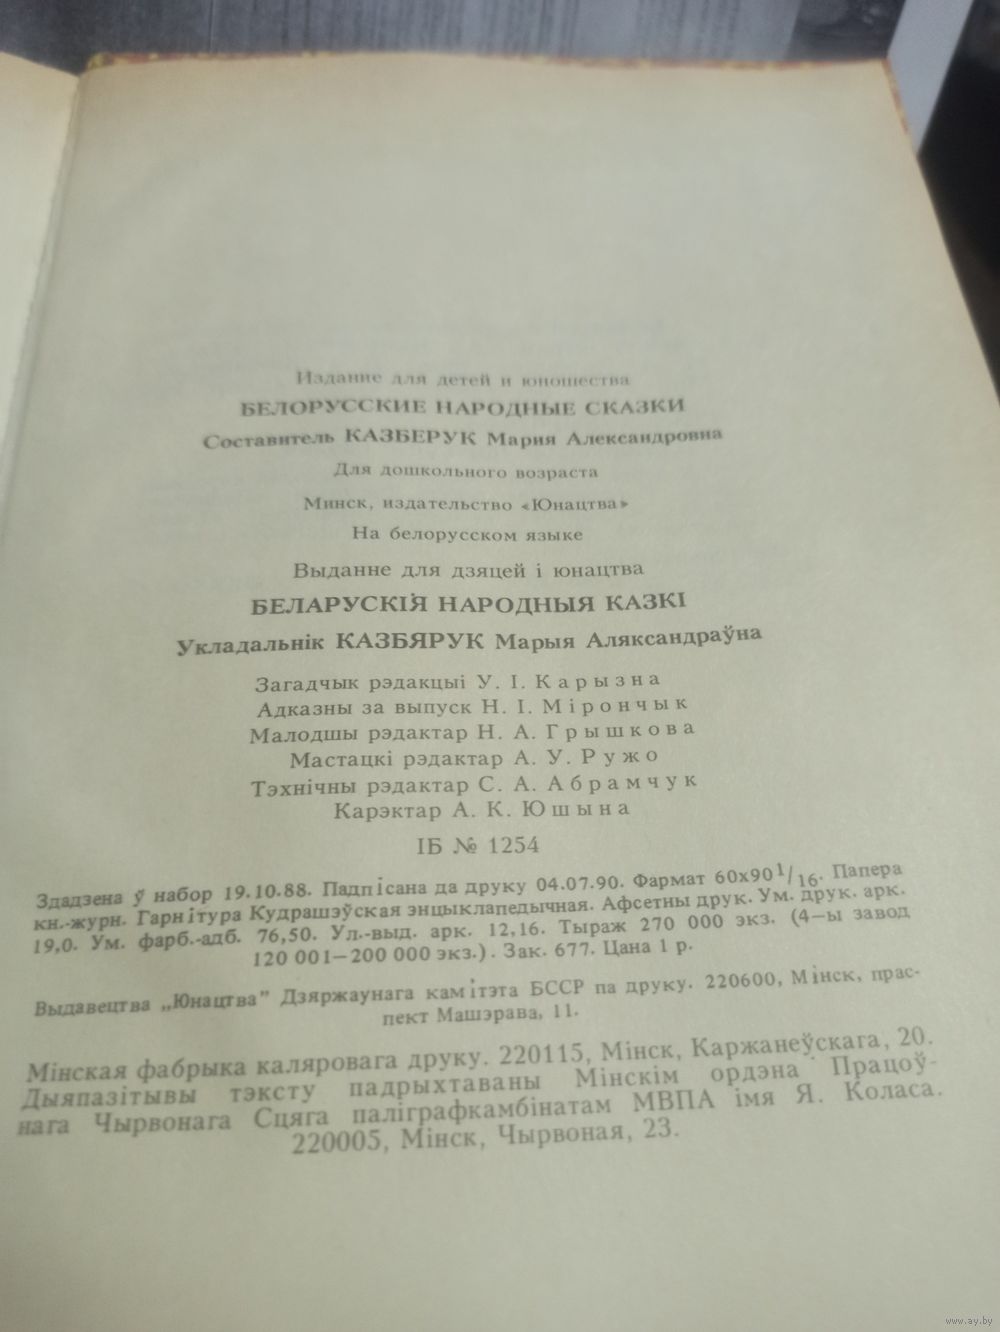 Издание для детей и юношества
БЕЛОРУССКИЕ НАРОДНЫЕ СКАЗКИ
Составитель КАЗБЕРУК Мария Александровна
Для дошкольного возраста
Минск, издательство «Юнацтва»
На белорусском языке
Выданне для дзяцей і юнацтва
БЕЛАРУСКІЯ НАРОДНЫЯ КАЗКІ
Укладальнік КАЗБЯРУК Марыя Аляксандраўна
Загадчык рэдакцыі У. І. Карызна
Адказны за выпуск Н. І. Мірончык
Малодшы рэдактар Н. А. Грышкова
Мастацкі рэдактар А. У. Ружо
Тэхнічны рэдактар С. А. Абрамчук
Карэктар А. К. Юшына
ІБ № 1254
Здадзена ў набор 19.10.88. Падпісана да друку 04.07.90. Фармат 60х90 1/16. Папера
кн.-журн. Гарнітура Кудрашэўская энцыклапедычная. Афсетны друк. Ум. друк. арк.
19,0. Ум. фарб.-адб. 76,50. Ул.-выд. арк. 12,16. Тыраж 270 000 экз. (4—ы завод
120 001—200 000 экз.). Зак. 677. Цана 1 р.
Выдавецтва „Юнацтва” Дзяржаунага камітэта БССР па друку. 220600, Мінск, прас-
пект Машэрава, 11.
Мінская фабрыка каляровага друку. 220115, Мінск, Каржанеўскага, 20.
Дыяпазітывы тэксту падрыхтаваны Мінскім ордэна Працоў-
нага Чырвонага Сцяга паліграфкамбінатам МВПА імя Я. Коласа.
220005, Мінск, Чырвоная, 23.
www.ay.by